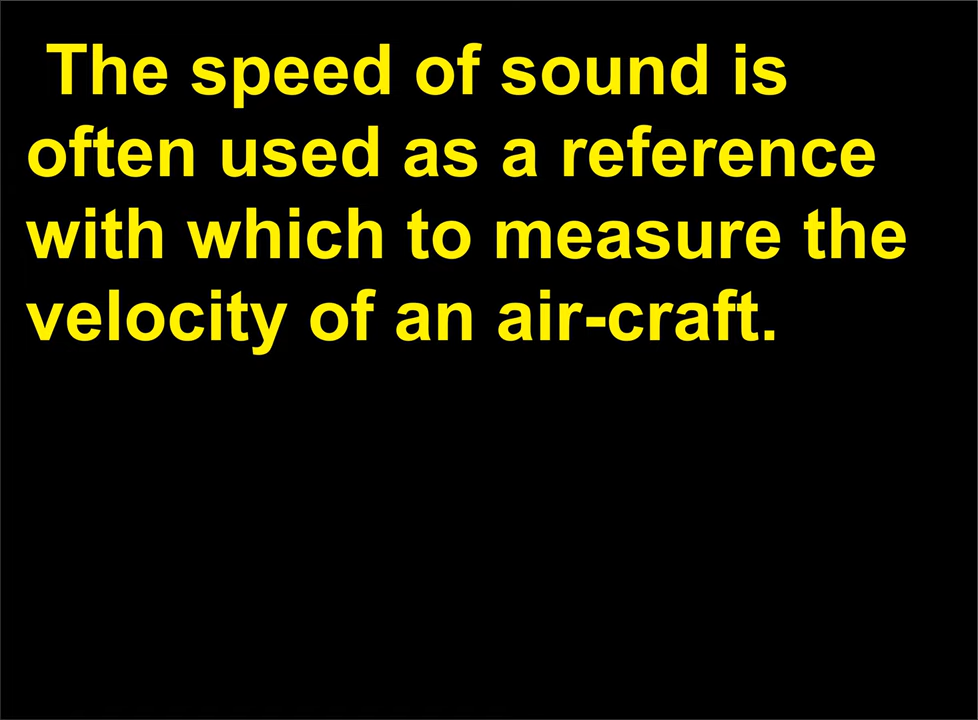 The speed of sound is
often used as a reference
with which to measure the
velocity of an air-craft.